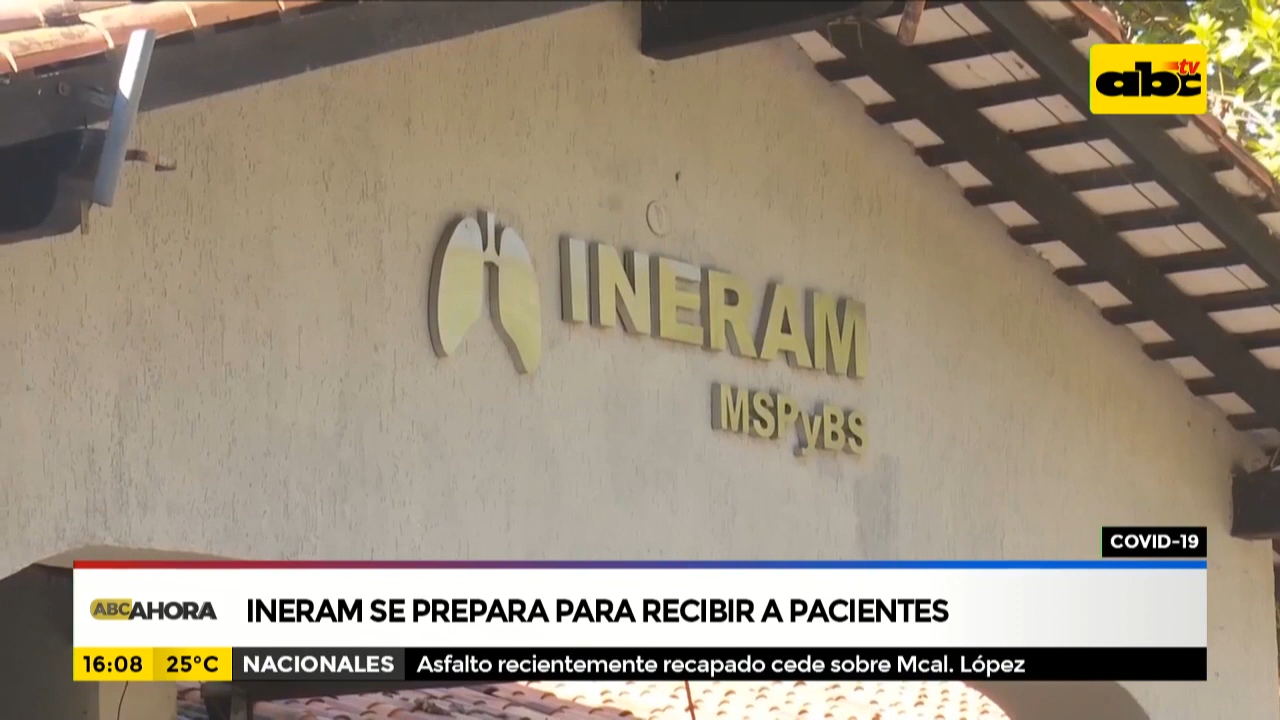 abc tv
INERAM
MSPyBS
COVID-19
ABC AHORA
INERAM SE PREPARA PARA RECIBIR A PACIENTES
16:08 25°C NACIONALES Asfalto recientemente recapado cede sobre Mcal. López